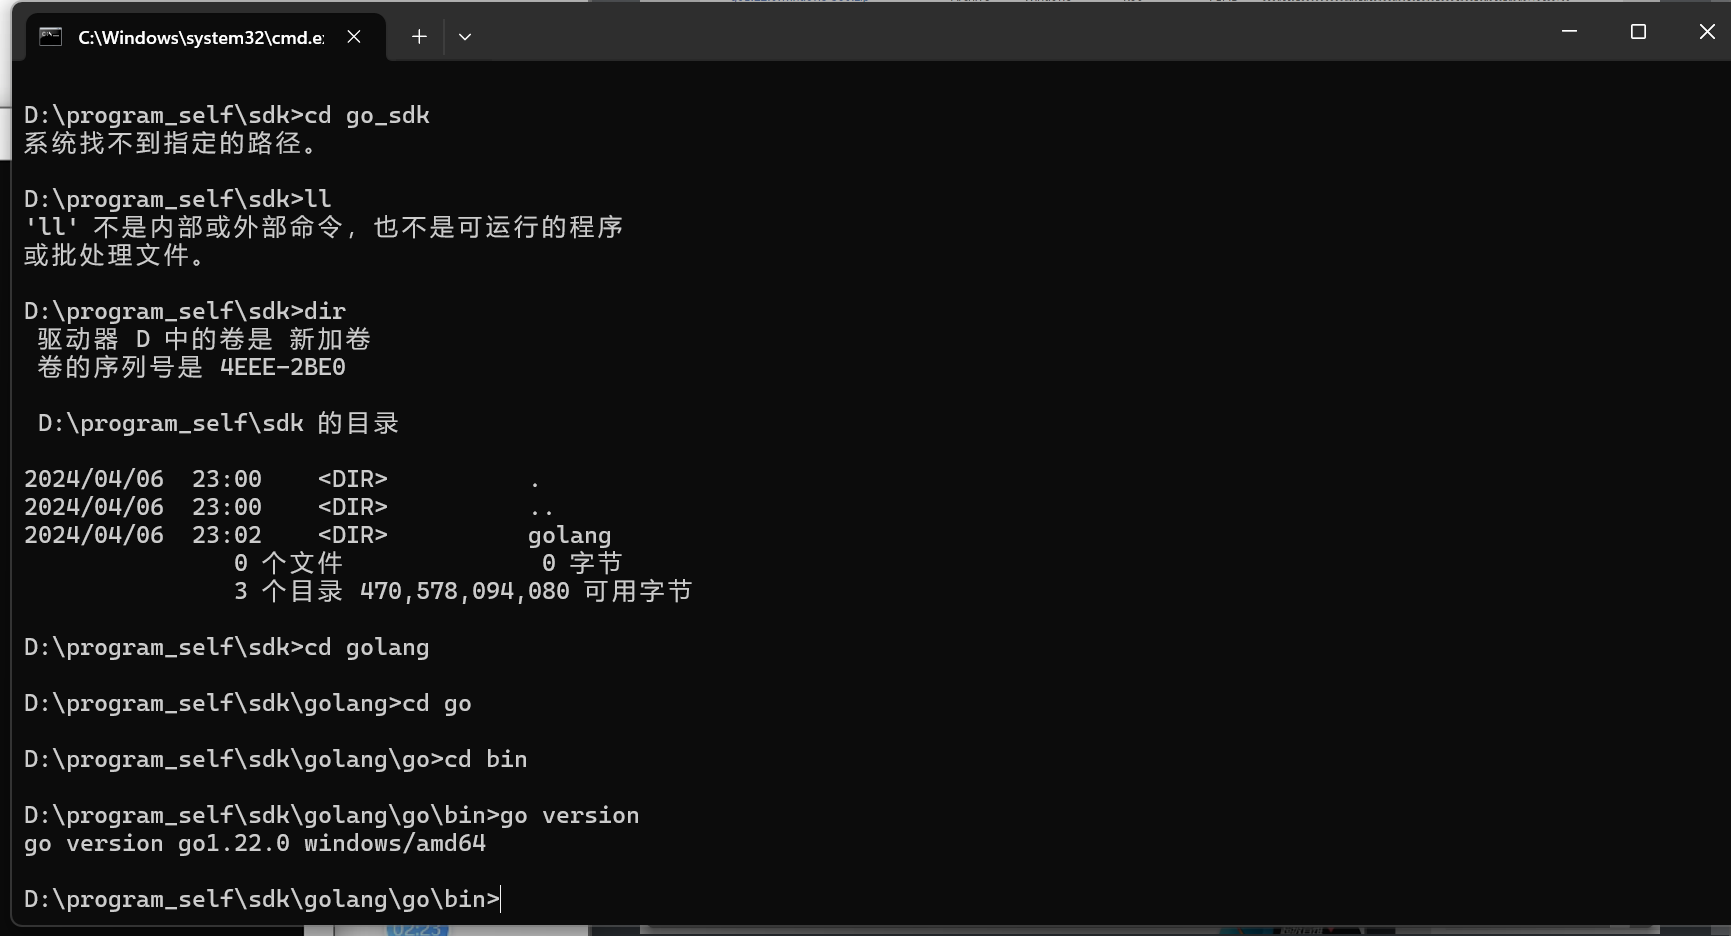 C:\Windows\system32\cmd.e
D:\program_self\sdk>cd go_sdk
系统找不到指定的路径。
D:\program_self\sdk>ll
'll' 不是内部或外部命令，也不是可运行的程序
或批处理文件。
D:\program_self\sdk>dir
驱动器 D 中的卷是 新加卷
卷的序列号是 4EEE-2BE0
D:\program_self\sdk 的目录
2024/04/06  23:00    <DIR>          .
2024/04/06  23:00    <DIR>          ..
2024/04/06  23:02    <DIR>          golang
0 个文件              0 字节
3 个目录 470,578,094,080 可用字节
D:\program_self\sdk>cd golang
D:\program_self\sdk\golang>cd go
D:\program_self\sdk\golang\go>cd bin
D:\program_self\sdk\golang\go\bin>go version
go version go1.22.0 windows/amd64
D:\program_self\sdk\golang\go\bin>
02:23